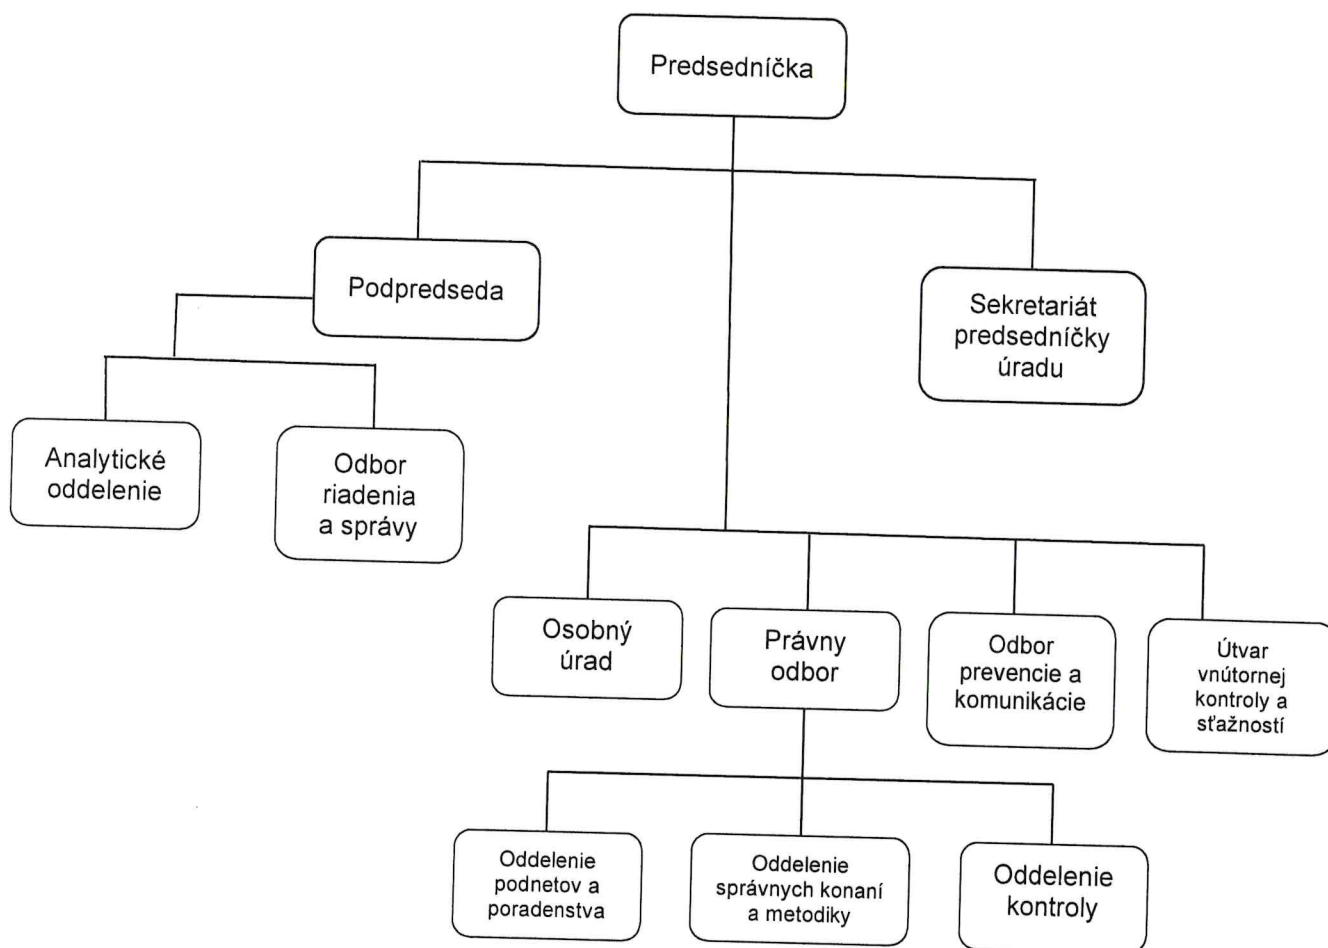 Predsedníčka
Podpredseda
Sekretariát
predsedníčky
úradu
Analytické
oddelenie
Odbor
riadenia
a správy
Osobný
úrad
Právny
odbor
Odbor
prevencie a
komunikácie
Útvar
vnútornej
kontroly a
sťažností
Oddelenie
podnetov a
poradenstva
Oddelenie
správnych konaní
a metodiky
Oddelenie
kontroly